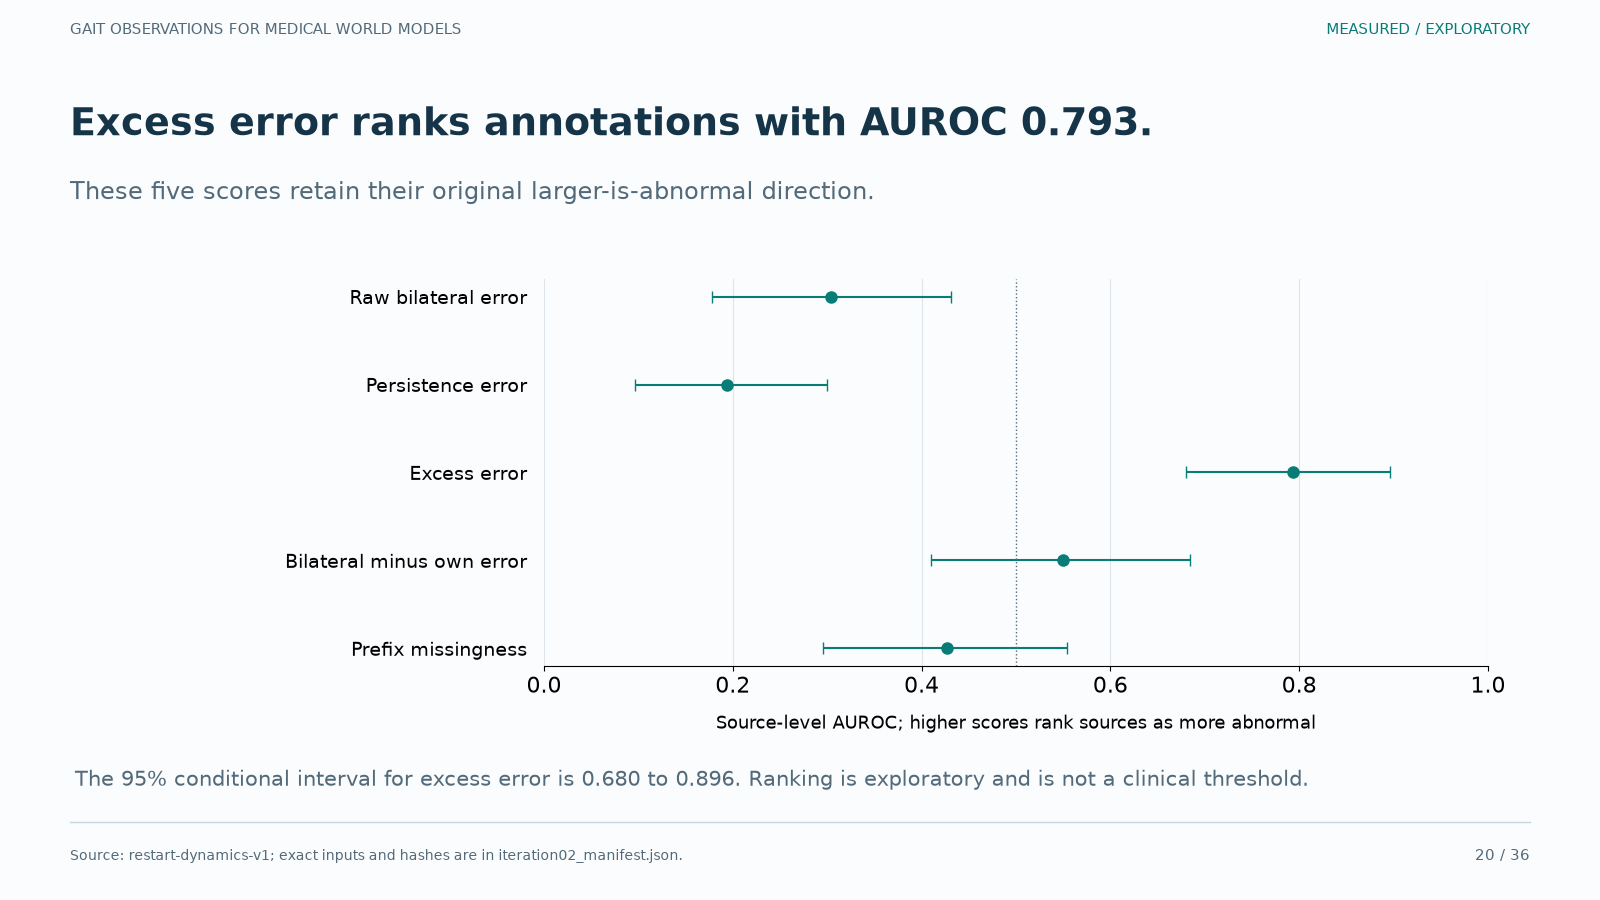 GAIT OBSERVATIONS FOR MEDICAL WORLD MODELS
MEASURED / EXPLORATORY
Excess error ranks annotations with AUROC 0.793.
These five scores retain their original larger-is-abnormal direction.
Raw bilateral error
Persistence error
Excess error
Bilateral minus own error
Prefix missingness
0.0 0.2 0.4 0.6 0.8 1.0
Source-level AUROC; higher scores rank sources as more abnormal
The 95% conditional interval for excess error is 0.680 to 0.896. Ranking is exploratory and is not a clinical threshold.
Source: restart-dynamics-v1; exact inputs and hashes are in iteration02_manifest.json.
20 / 36